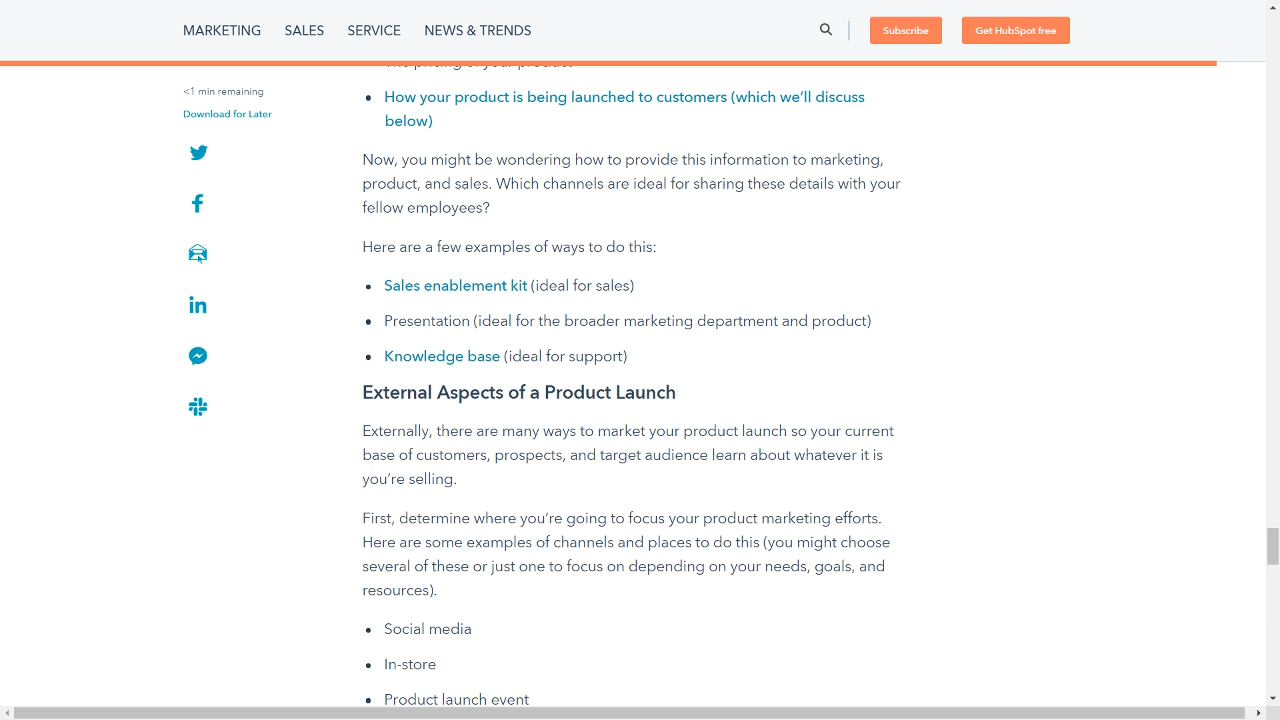 MARKETING SALES SERVICE NEWS & TRENDS Subscribe Get HubSpot free
<1 min remaining
Download for Later
The pricing of your product
How your product is being launched to customers (which we’ll discuss
below)
Now, you might be wondering how to provide this information to marketing,
product, and sales. Which channels are ideal for sharing these details with your
fellow employees?
Here are a few examples of ways to do this:
Sales enablement kit (ideal for sales)
Presentation (ideal for the broader marketing department and product)
Knowledge base (ideal for support)
External Aspects of a Product Launch
Externally, there are many ways to market your product launch so your current
base of customers, prospects, and target audience learn about whatever it is
you’re selling.
First, determine where you’re going to focus your product marketing efforts.
Here are some examples of channels and places to do this (you might choose
several of these or just one to focus on depending on your needs, goals, and
resources).
Social media
In-store
Product launch event